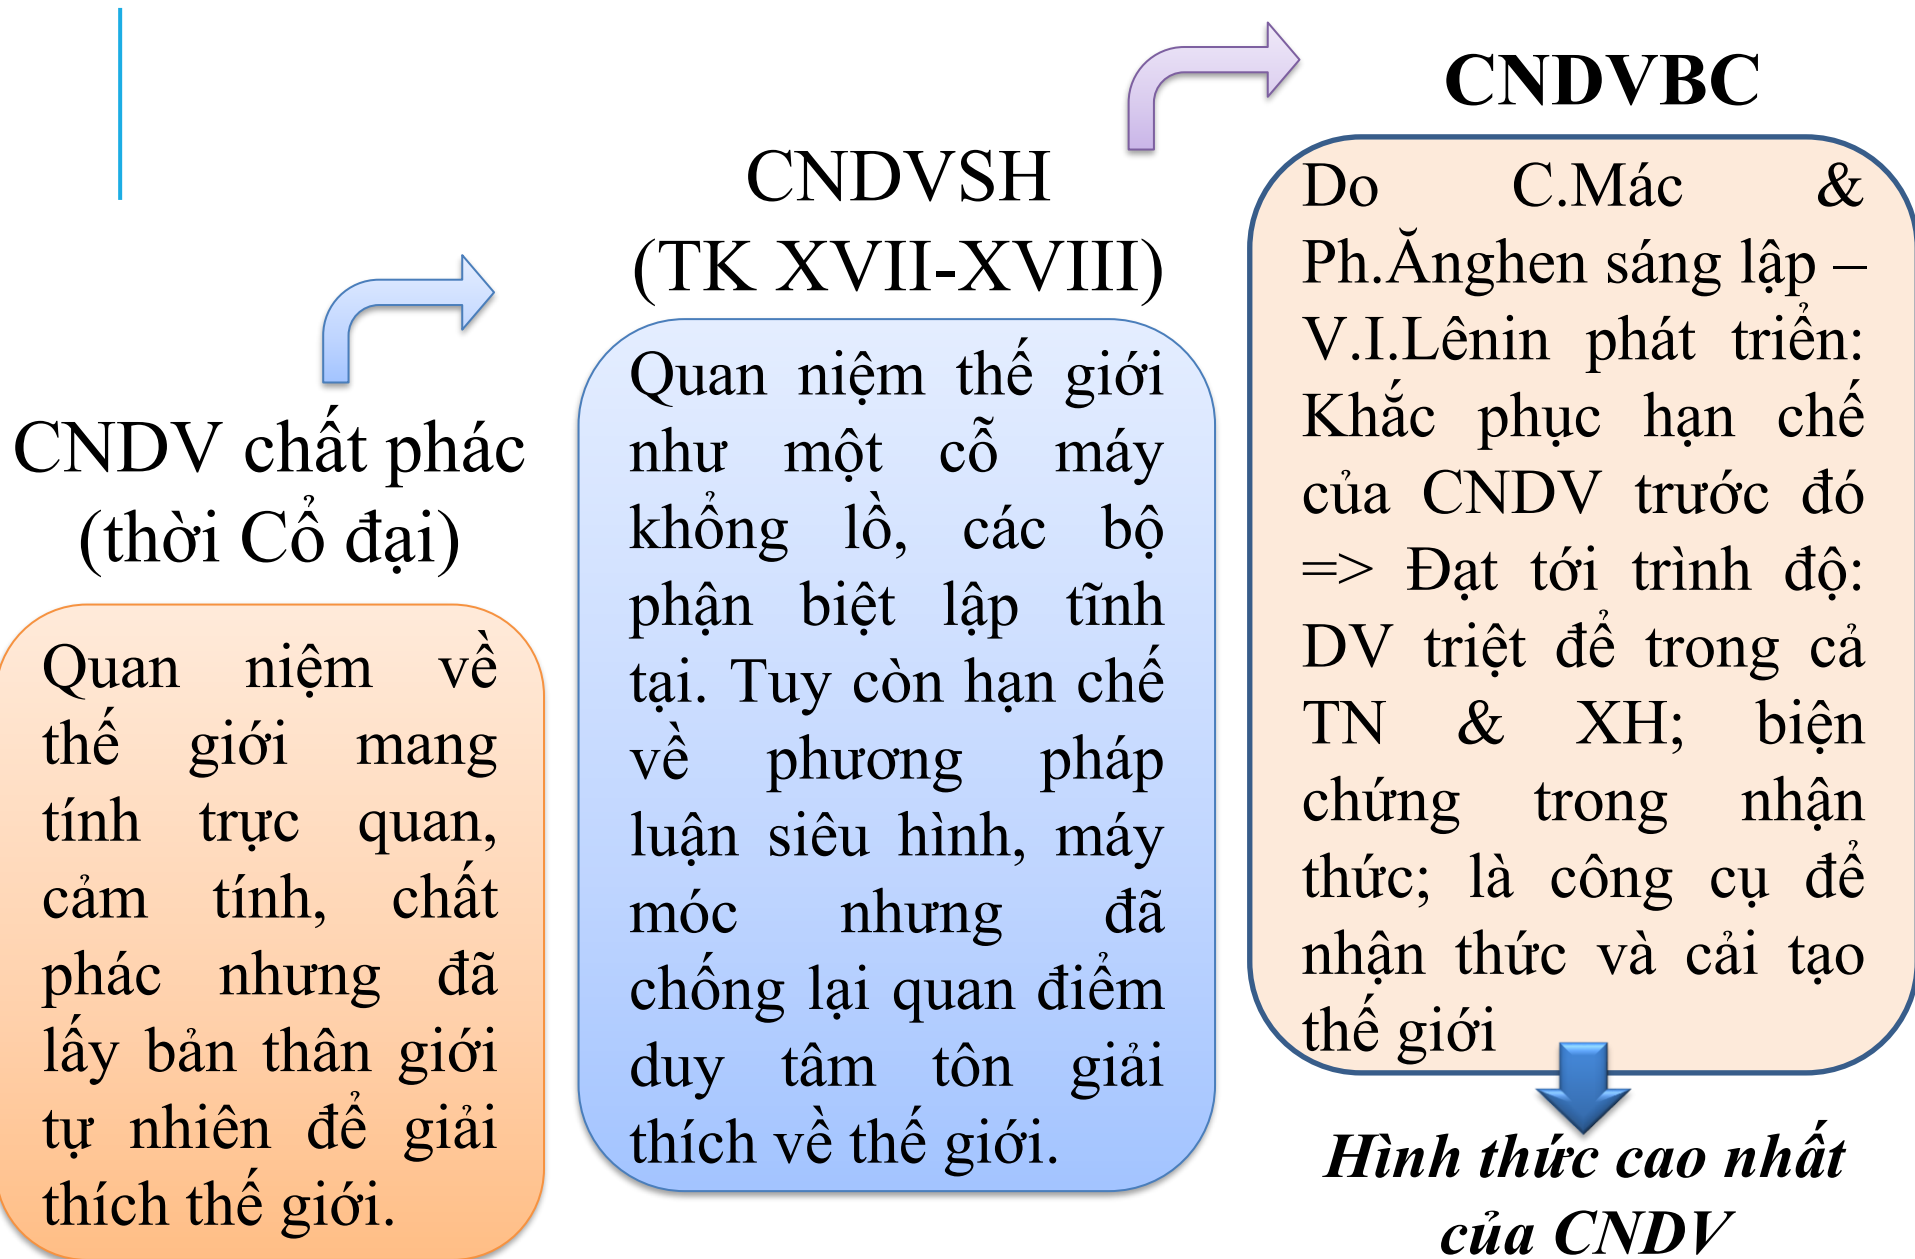 CNDV chất phác
(thời Cổ đại)
Quan niệm về
thế giới mang
tính trực quan,
cảm tính, chất
phác nhưng đã
lấy bản thân giới
tự nhiên để giải
thích thế giới.
CNDVSH
(TK XVII-XVIII)
Quan niệm thế giới
như một cỗ máy
khổng lồ, các bộ
phận biệt lập tĩnh
tại. Tuy còn hạn chế
về phương pháp
luận siêu hình, máy
móc nhưng đã
chống lại quan điểm
duy tâm tôn giải
thích về thế giới.
CNDVBC
Do C.Mác &
Ph.Ănghen sáng lập –
V.I.Lênin phát triển:
Khắc phục hạn chế
của CNDV trước đó
=> Đạt tới trình độ:
DV triệt để trong cả
TN & XH; biện
chứng trong nhận
thức; là công cụ để
nhận thức và cải tạo
thế giới
Hình thức cao nhất
của CNDV